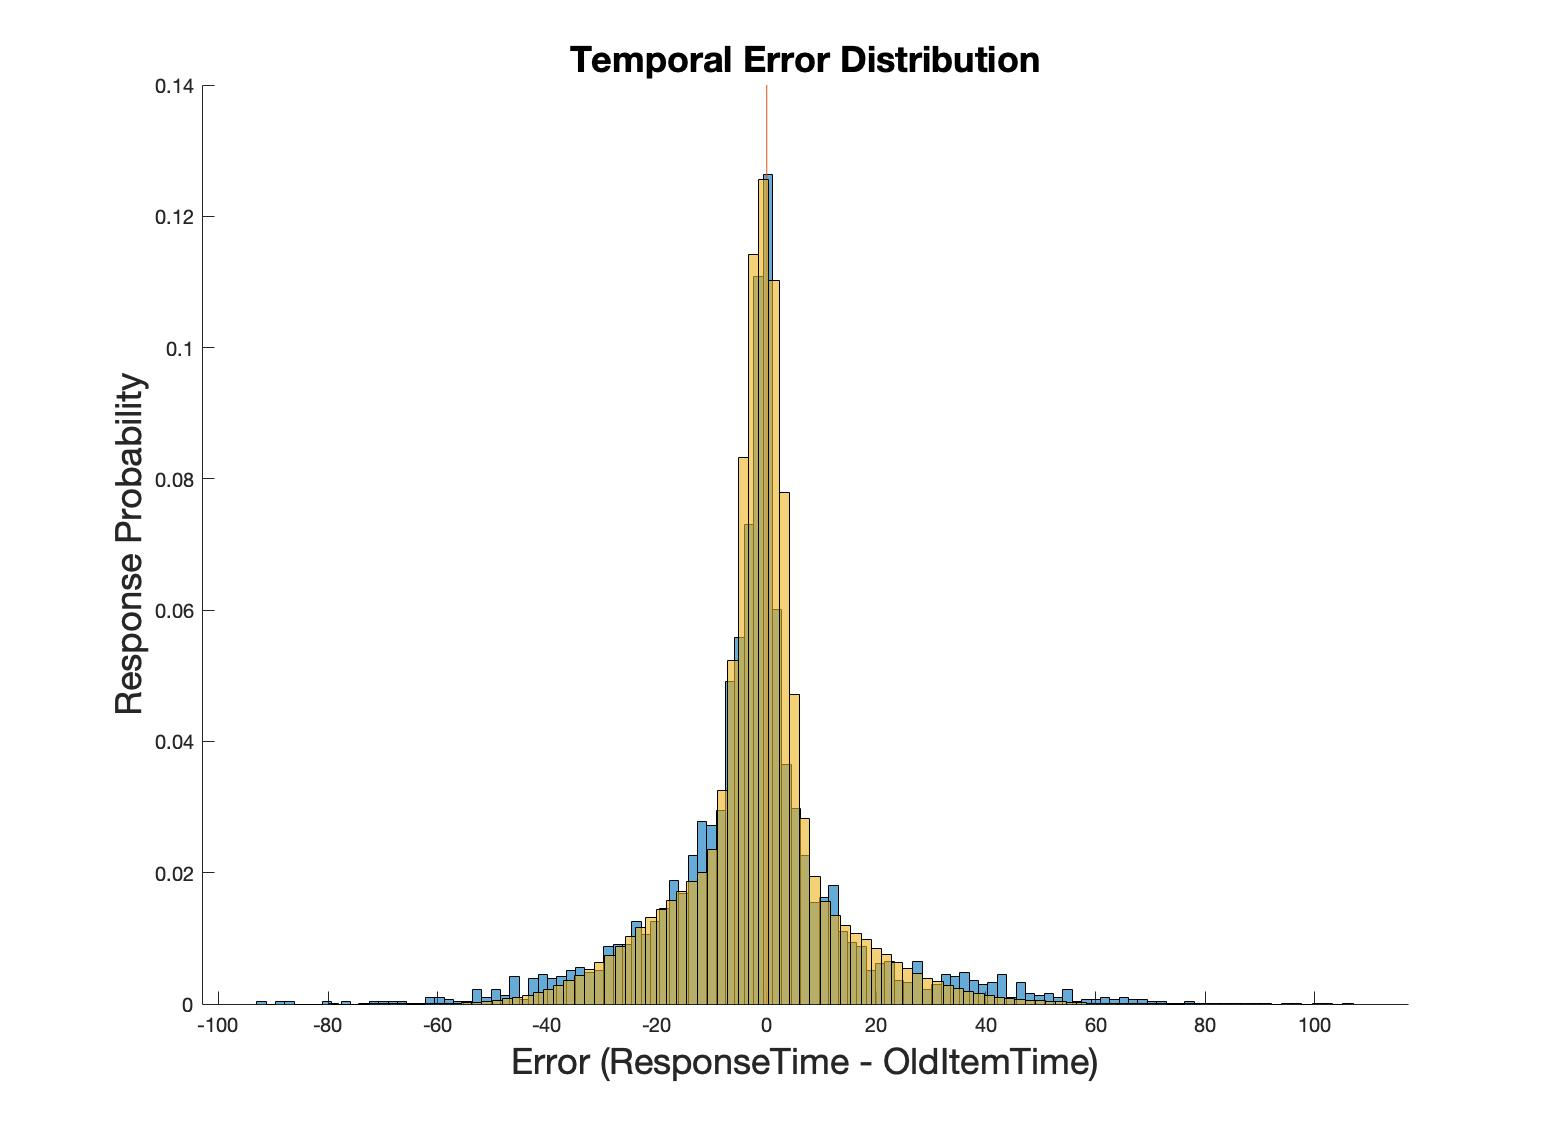 Temporal Error Distribution
0.14
0.12
0.1
0.08
0.06
0.04
0.02
0
Response Probability
-100 -80 -60 -40 -20 0 20 40 60 80 100
Error (ResponseTime - OldItemTime)